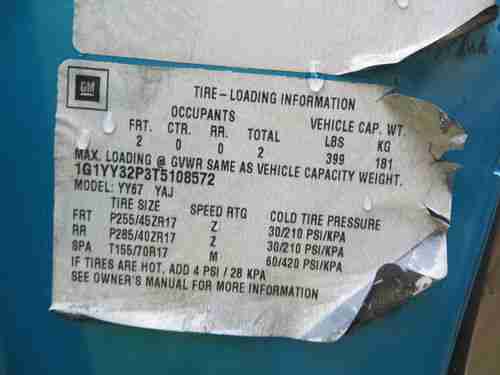 GM
TIRE-LOADING INFORMATION
OCCUPANTS VEHICLE CAP. WT.
FRT. CTR. RR. TOTAL LBS KG
2 0 0 2 399 181
MAX. LOADING @ GVWR SAME AS VEHICLE CAPACITY WEIGHT.
1G1YY32P3T5108572
MODEL: YY67 YAJ
TIRE SIZE SPEED RTG COLD TIRE PRESSURE
FRT P255/45ZR17 Z 30/210 PSI/KPA
RR P285/40ZR17 Z 30/210 PSI/KPA
SPA T155/70R17 M 60/420 PSI/KPA
IF TIRES ARE HOT, ADD 4 PSI / 28 KPA
SEE OWNER'S MANUAL FOR MORE INFORMATION